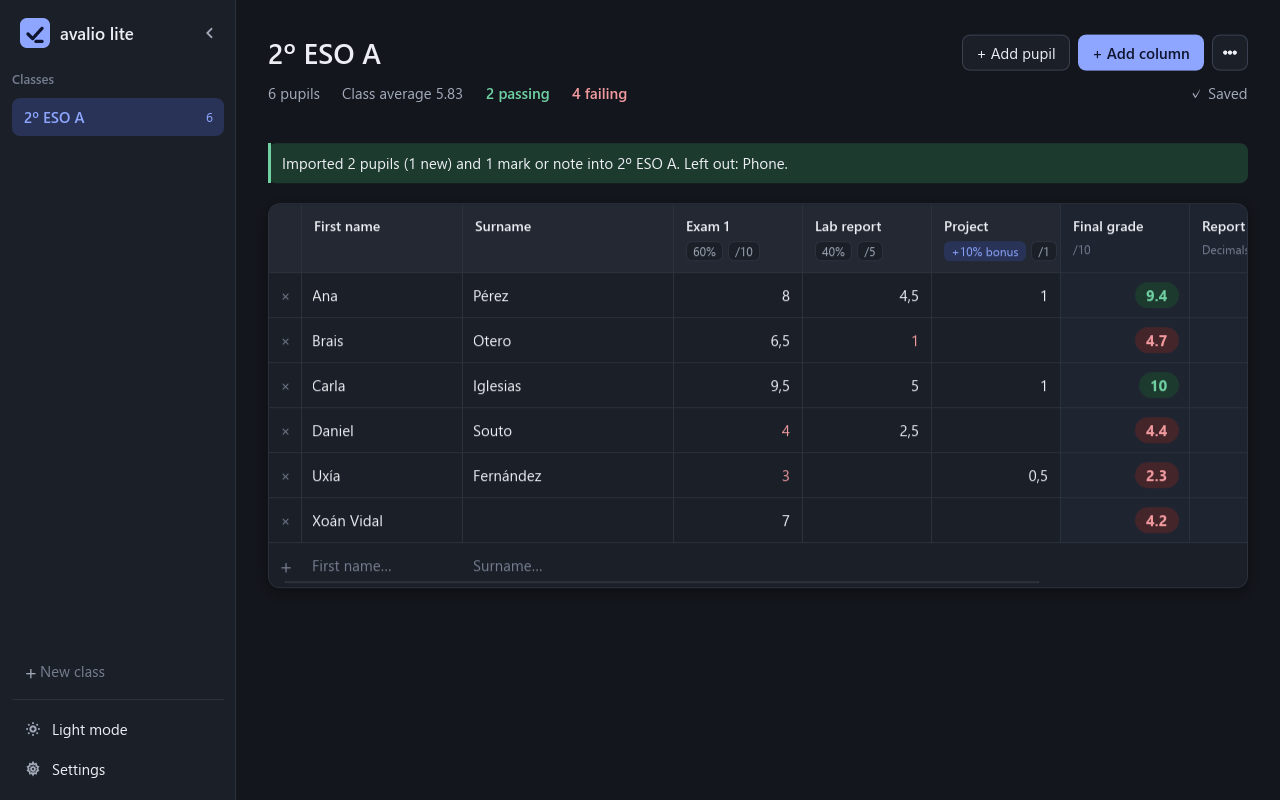 avalio lite
Classes
2º ESO A 6
+ New class
Light mode
Settings
2º ESO A
+ Add pupil + Add column •••
6 pupils Class average 5.83 2 passing 4 failing ✓ Saved
Imported 2 pupils (1 new) and 1 mark or note into 2º ESO A. Left out: Phone.
First name Surname Exam 1 Lab report Project Final grade Report
60% /10 40% /5 +10% bonus /1 /10 Decimals
× Ana Pérez 8 4,5 1 9.4
× Brais Otero 6,5 1 4.7
× Carla Iglesias 9,5 5 1 10
× Daniel Souto 4 2,5 4.4
× Uxía Fernández 3 0,5 2.3
× Xoán Vidal 7 4.2
+ First name... Surname...